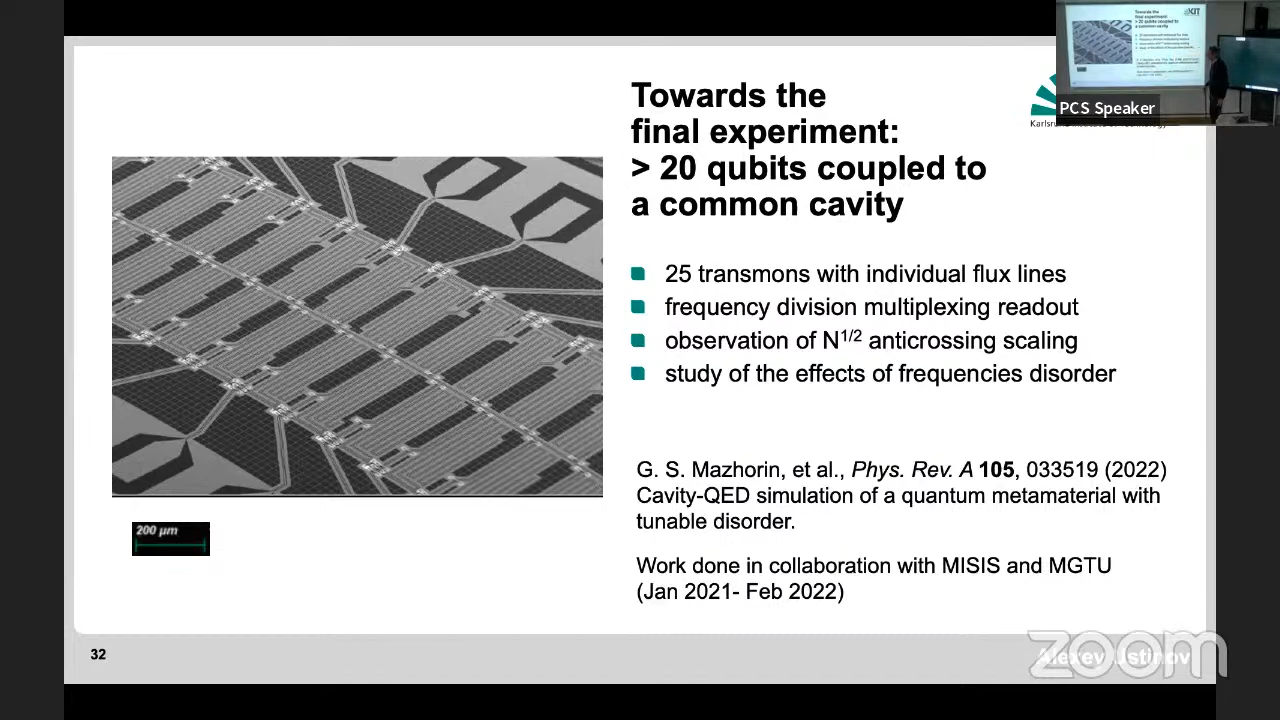 Towards the
final experiment:
> 20 qubits coupled to
a common cavity
PCS Speaker
25 transmons with individual flux lines
frequency division multiplexing readout
observation of N1/2 anticrossing scaling
study of the effects of frequencies disorder
G. S. Mazhorin, et al., Phys. Rev. A 105, 033519 (2022)
Cavity-QED simulation of a quantum metamaterial with
tunable disorder.
Work done in collaboration with MISIS and MGTU
(Jan 2021- Feb 2022)
200 µm
32
Alexey Ustinov
zoom